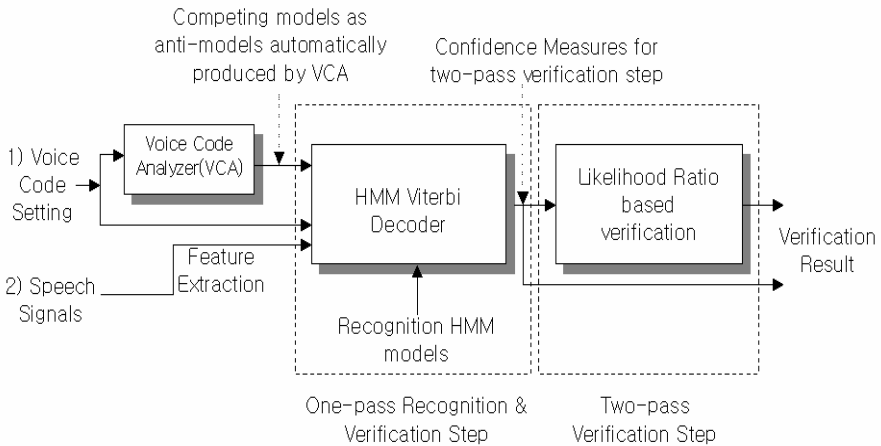 Competing models as
anti-models automatically
produced by VCA
Confidence Measures for
two-pass verification step
1) Voice
Code
Setting
Voice Code
Analyzer(VCA)
HMM Viterbi
Decoder
Likelihood Ratio
based
verification
Verification
Result
Feature
Extraction
2) Speech
Signals
Recognition HMM
models
One-pass Recognition &
Verification Step
Two-pass
Verification Step